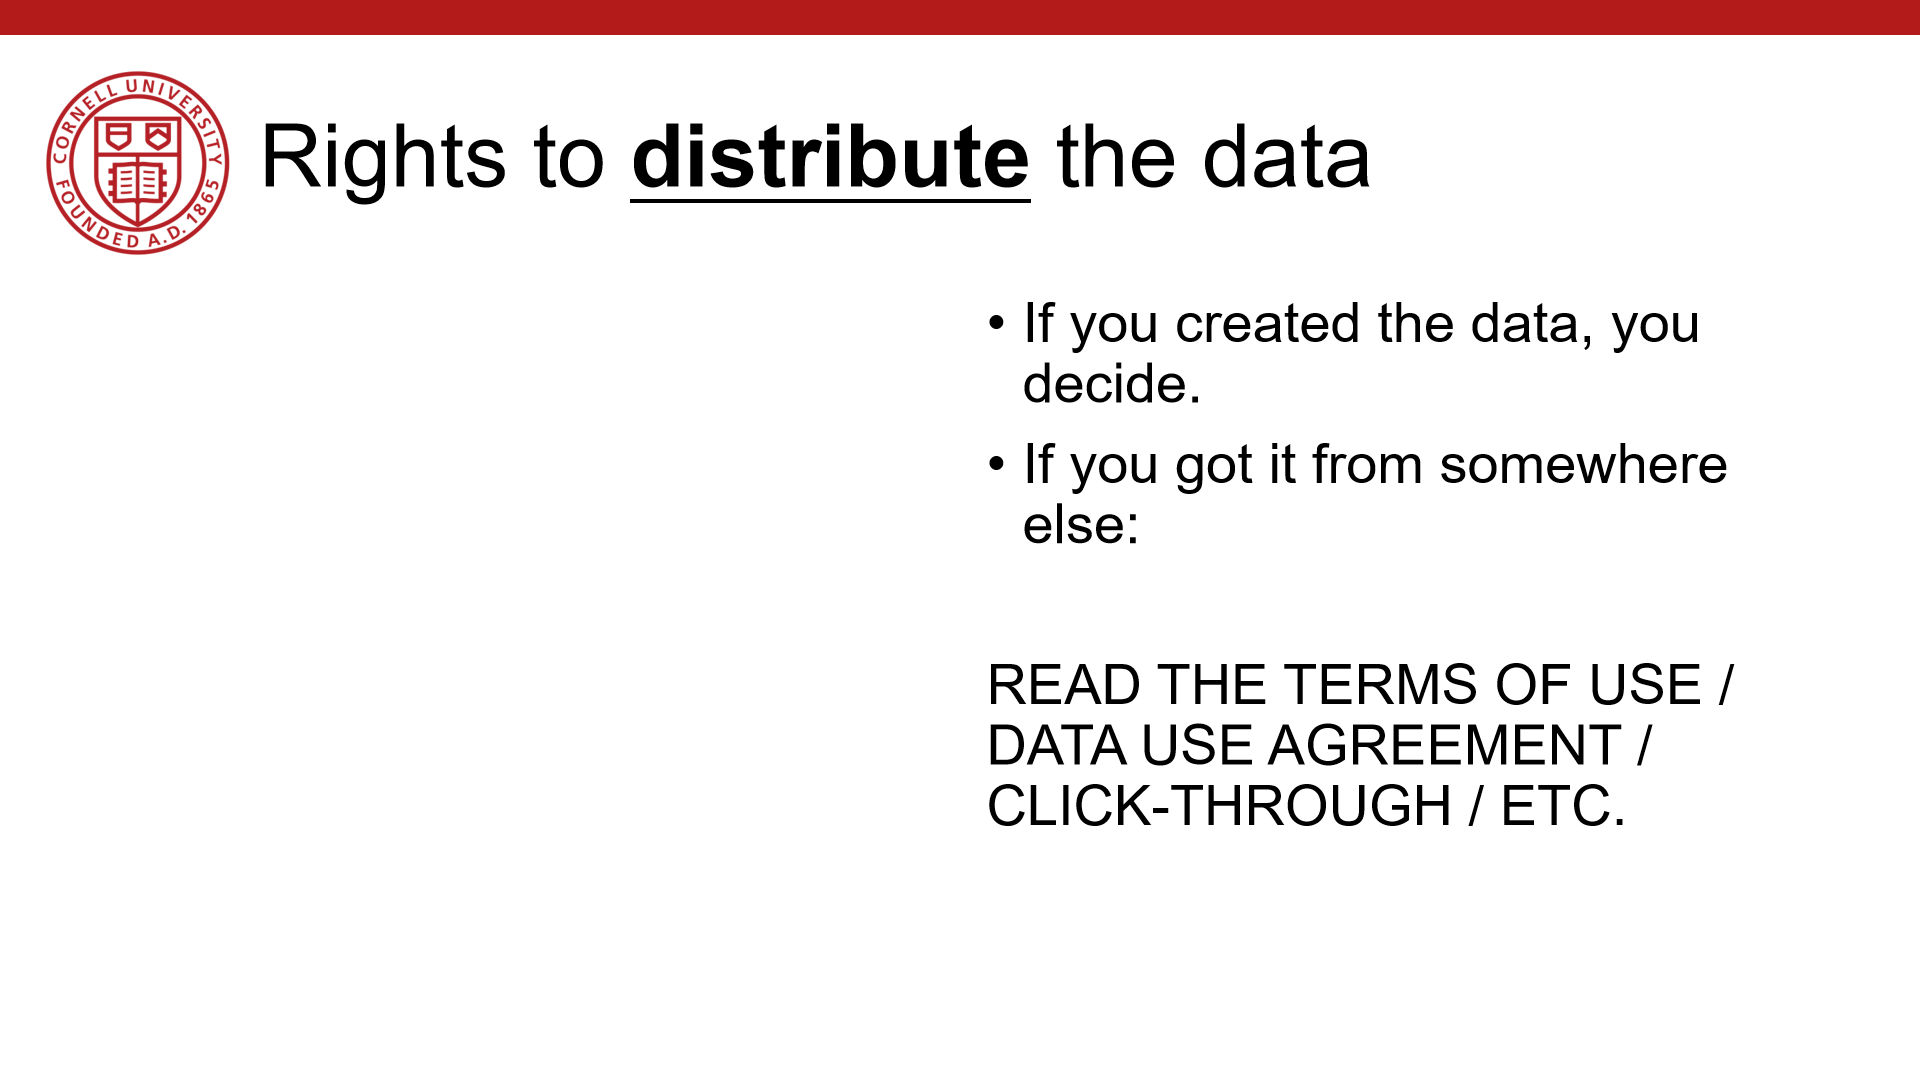 CORNELL UNIVERSITY
FOUNDED A.D. 1865
Rights to distribute the data
• If you created the data, you
decide.
• If you got it from somewhere
else:
READ THE TERMS OF USE /
DATA USE AGREEMENT /
CLICK-THROUGH / ETC.